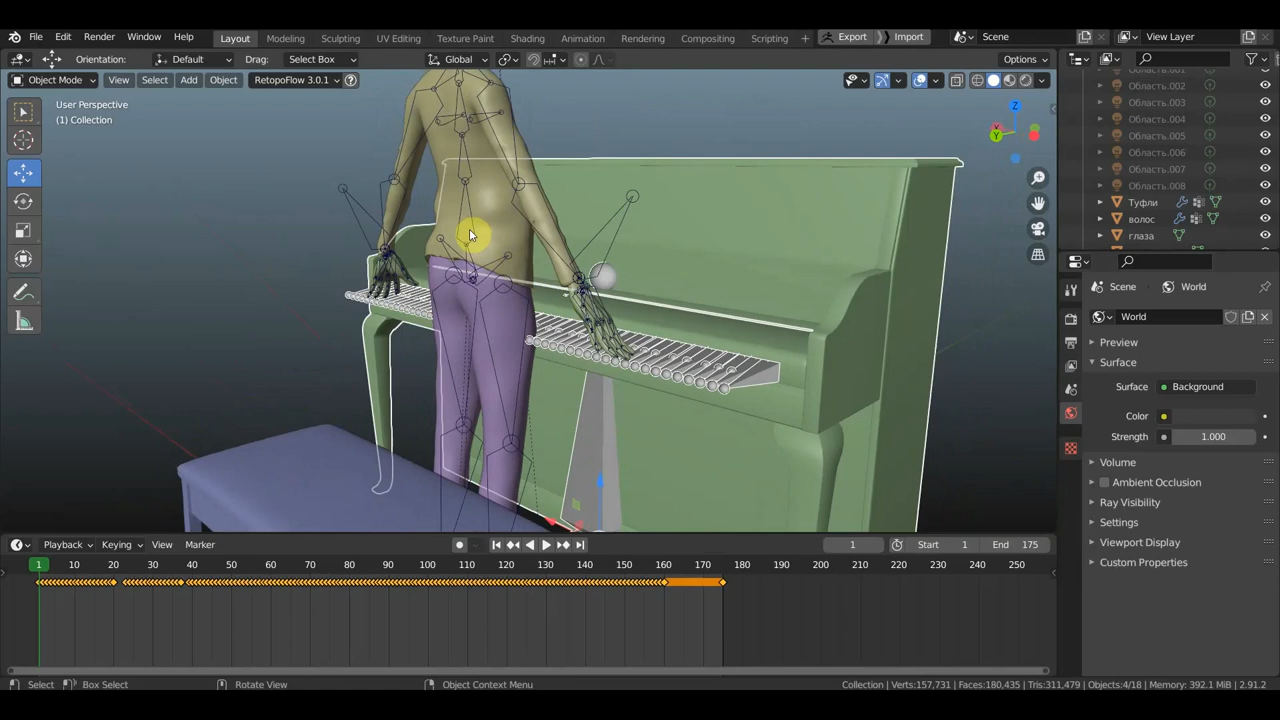 File Edit Render Window Help Layout Modeling Sculpting UV Editing Texture Paint Shading Animation Rendering Compositing Scripting + Export Import Scene View Layer
Orientation: Default Drag: Select Box Global Options
Object Mode View Select Add Object RetopoFlow 3.0.1
User Perspective
(1) Collection
Z
Y
Область.002
Область.003
Область.004
Область.005
Область.006
Область.007
Область.008
Туфли
волос
глаза
Scene World
World
Preview
Surface
Surface Background
Color
Strength 1.000
Volume
Ambient Occlusion
Ray Visibility
Settings
Viewport Display
Custom Properties
Playback Keying View Marker 1 Start 1 End 175
1 10 20 30 40 50 60 70 80 90 100 110 120 130 140 150 160 170 180 190 200 210 220 230 240 250
Select Box Select Rotate View Object Context Menu Collection | Verts:157,731 | Faces:180,435 | Tris:311,479 | Objects:4/18 | Memory: 392.1 MiB | 2.91.2